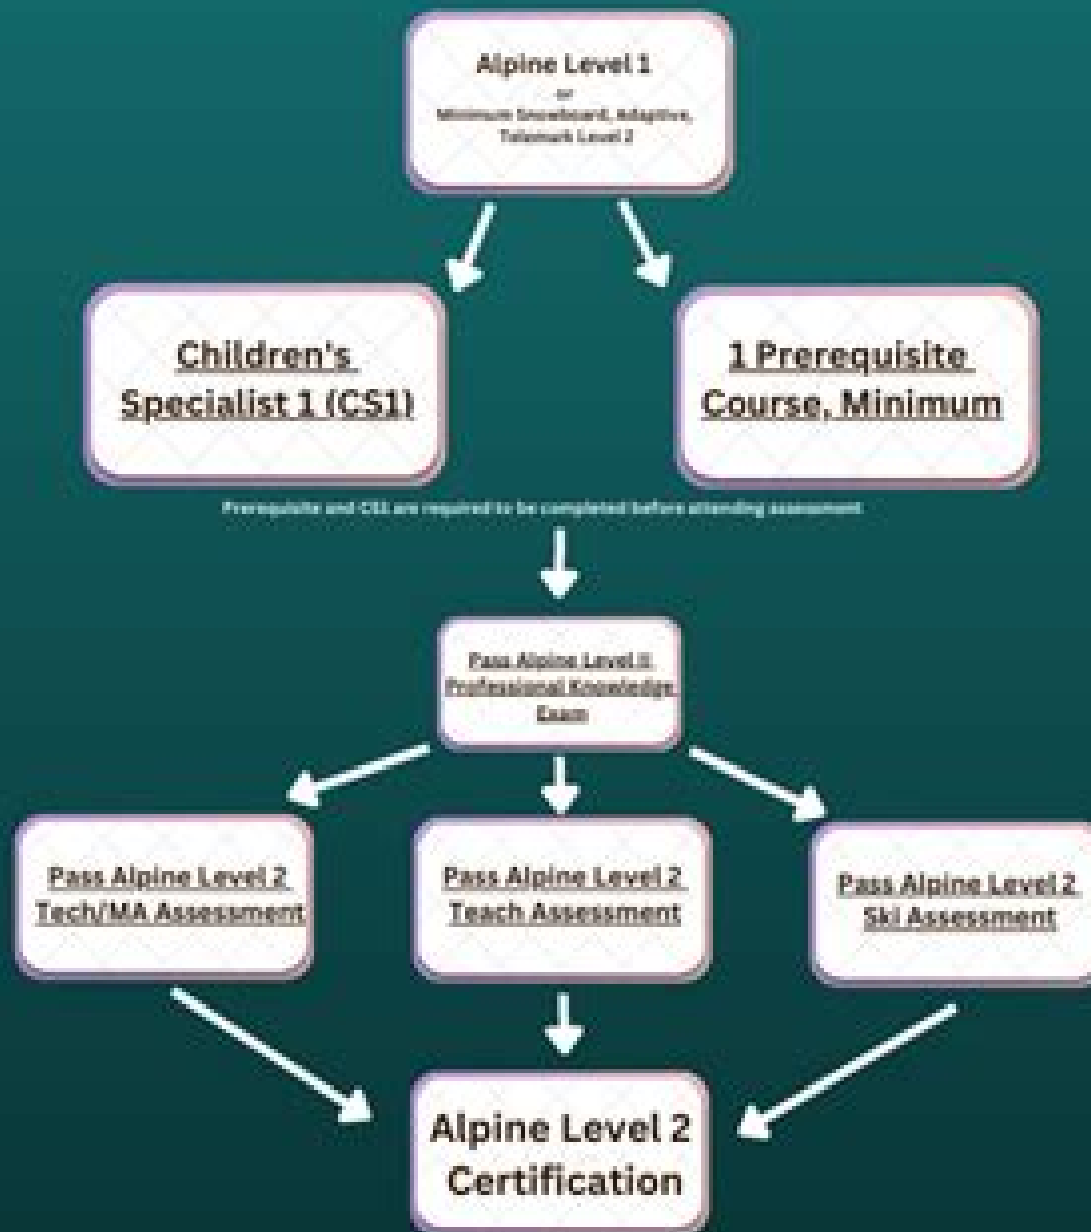 Alpine Level 1
or
Minimum Snowboard, Adaptive,
Telemark Level 2
Children's
Specialist 1 (CS1)
1 Prerequisite
Course, Minimum
Prerequisite and CS1 are required to be completed before attending assessment
Pass Alpine Level II
Professional Knowledge
Exam
Pass Alpine Level 2
Tech/MA Assessment
Pass Alpine Level 2
Teach Assessment
Pass Alpine Level 2
Ski Assessment
Alpine Level 2
Certification